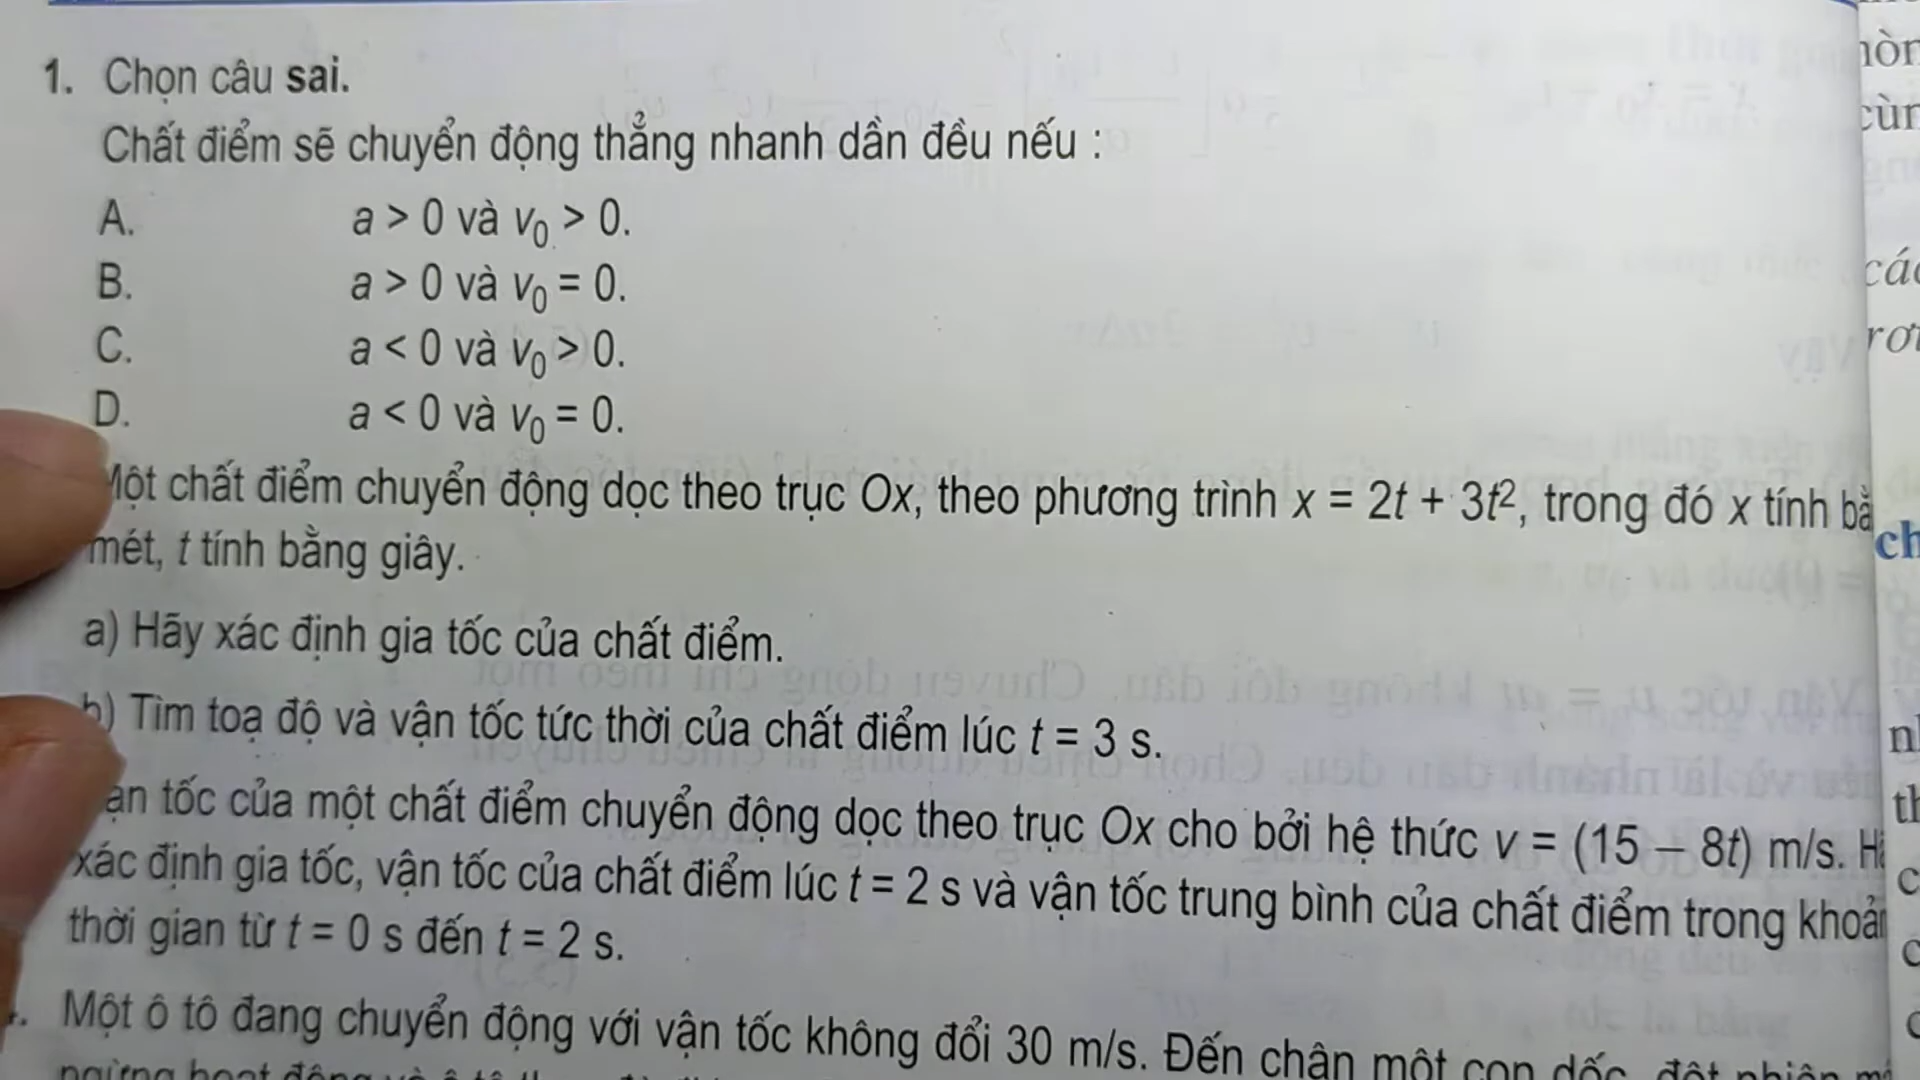 1. Chọn câu sai.
Chất điểm sẽ chuyển động thẳng nhanh dần đều nếu :
A. a > 0 và v₀ > 0.
B. a > 0 và v₀ = 0.
C. a < 0 và v₀ > 0.
D. a < 0 và v₀ = 0.
Một chất điểm chuyển động dọc theo trục Ox, theo phương trình x = 2t + 3t², trong đó x tính
mét, t tính bằng giây.
a) Hãy xác định gia tốc của chất điểm.
b) Tìm toạ độ và vận tốc tức thời của chất điểm lúc t = 3 s.
tốc của một chất điểm chuyển động dọc theo trục Ox cho bởi hệ thức v = (15 – 8t) m/s.
xác định gia tốc, vận tốc của chất điểm lúc t = 2 s và vận tốc trung bình của chất điểm trong
thời gian từ t = 0 s đến t = 2 s.
Một ô tô đang chuyển động với vận tốc không đổi 30 m/s. Đến chân một con dốc, đột nhiên